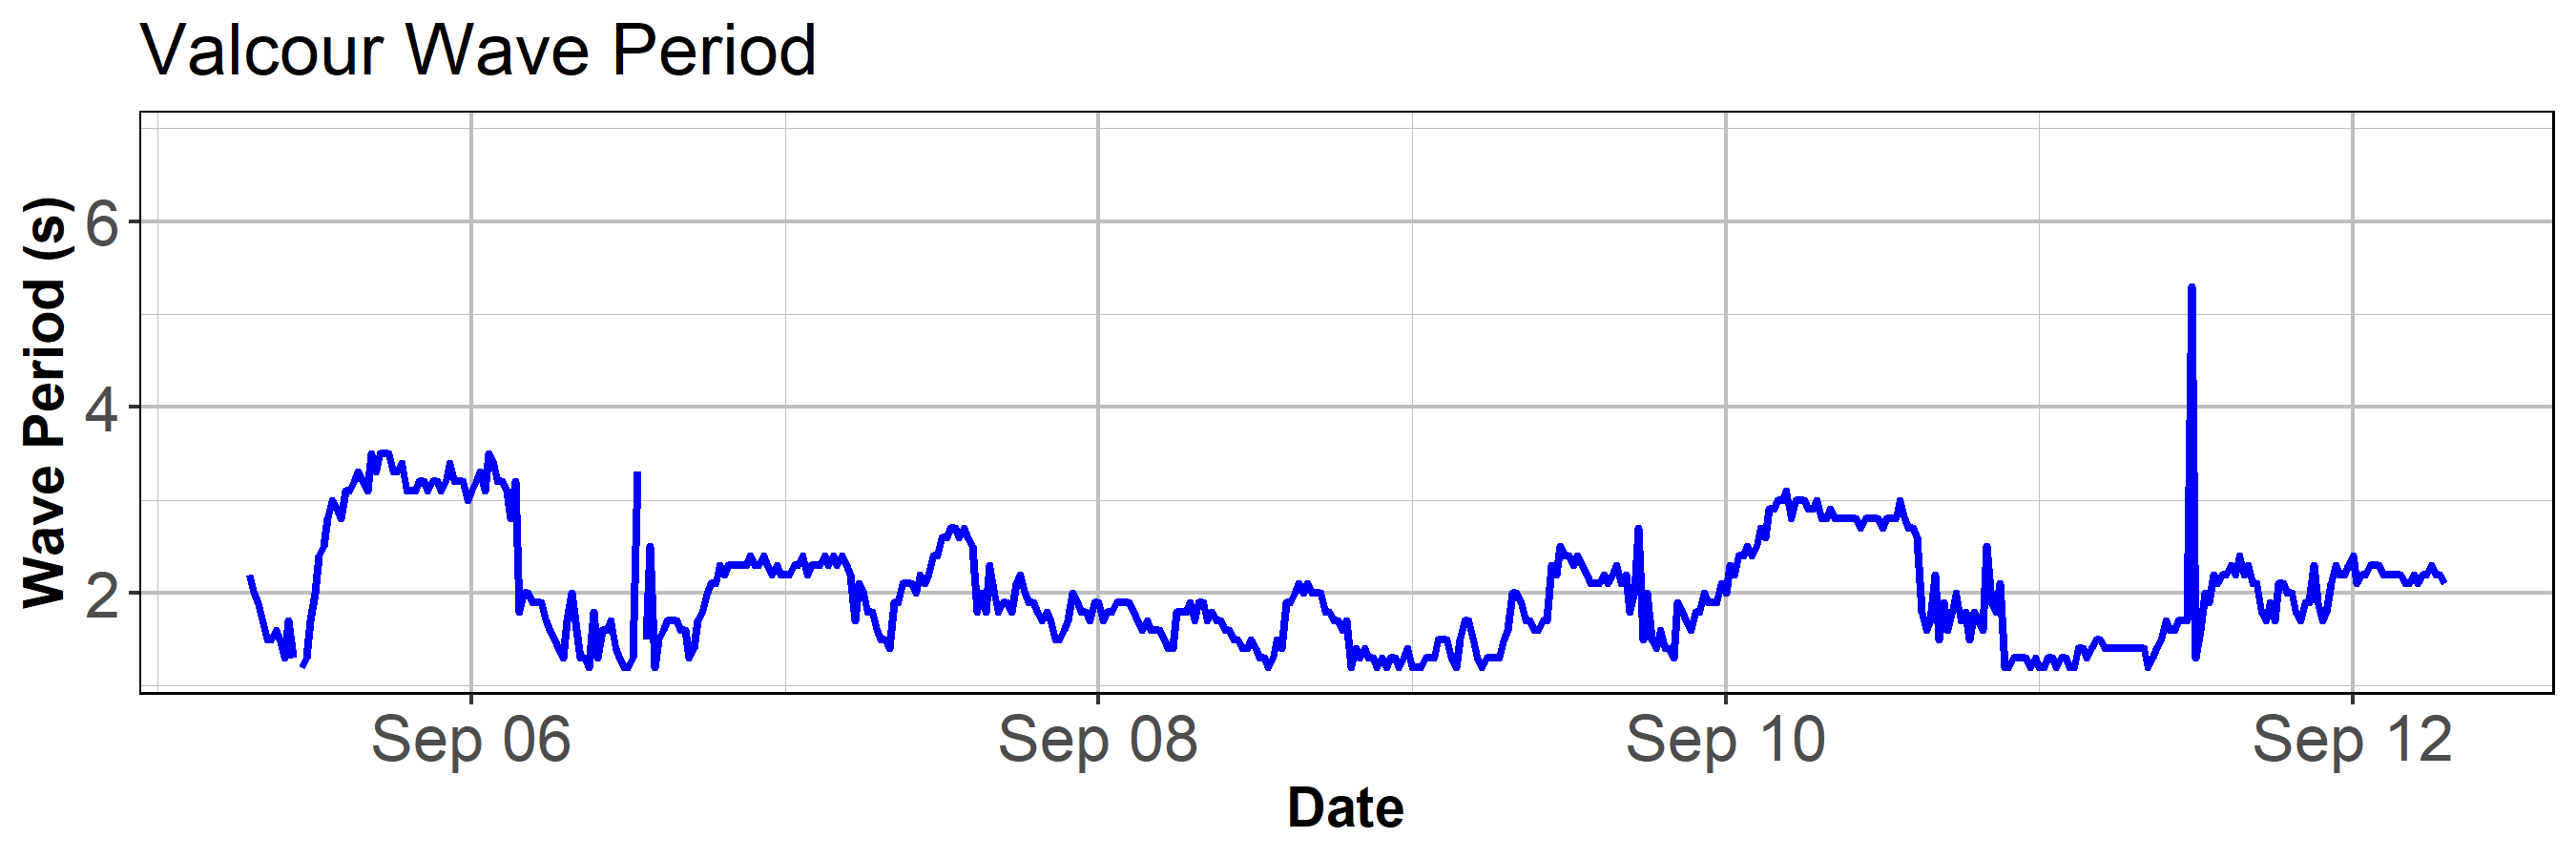 Valcour Wave Period
Wave Period (s)
6
4
2
Sep 06
Sep 08
Sep 10
Sep 12
Date